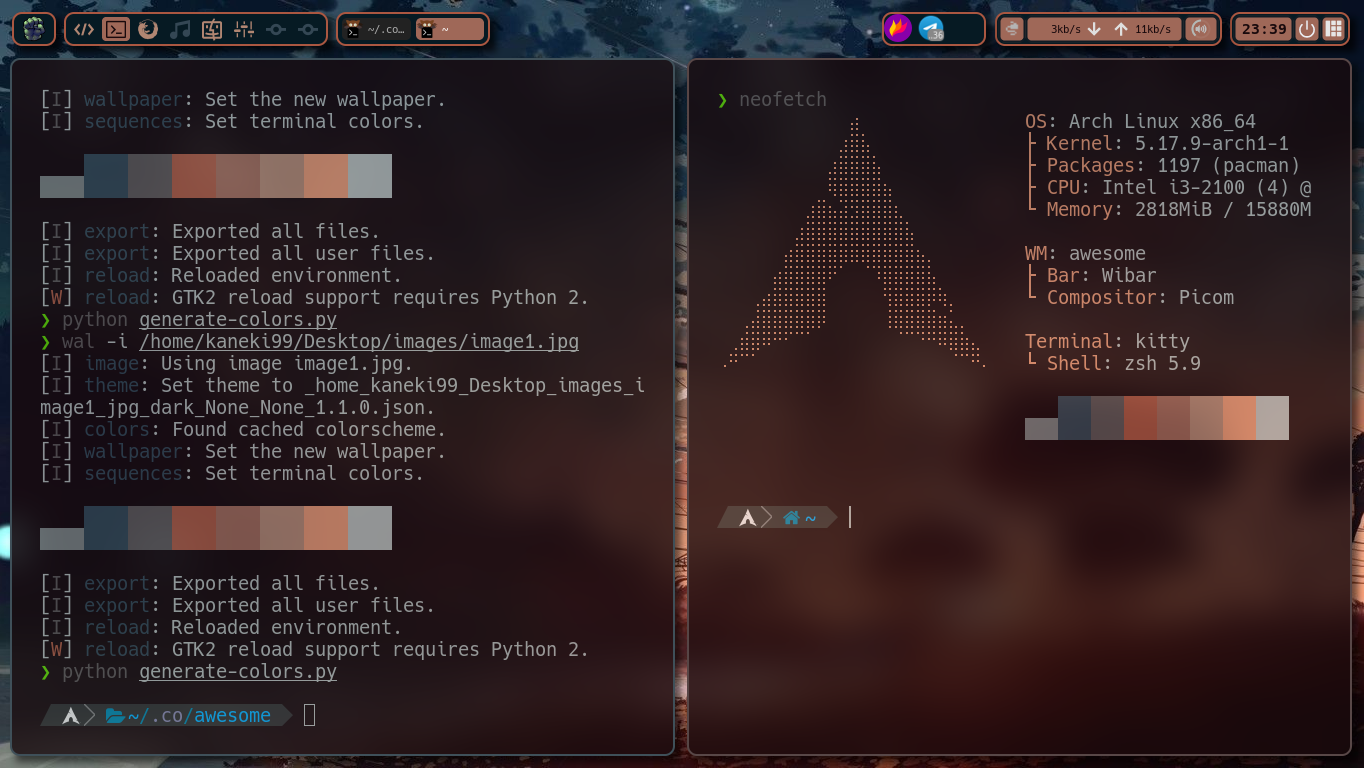 ~/.co…
~
36
3kb/s
11kb/s
23:39
[I] wallpaper: Set the new wallpaper.
[I] sequences: Set terminal colors.
[I] export: Exported all files.
[I] export: Exported all user files.
[I] reload: Reloaded environment.
[W] reload: GTK2 reload support requires Python 2.
❯ python generate-colors.py
❯ wal -i /home/kaneki99/Desktop/images/image1.jpg
[I] image: Using image image1.jpg.
[I] theme: Set theme to _home_kaneki99_Desktop_images_i
mage1_jpg_dark_None_None_1.1.0.json.
[I] colors: Found cached colorscheme.
[I] wallpaper: Set the new wallpaper.
[I] sequences: Set terminal colors.
[I] export: Exported all files.
[I] export: Exported all user files.
[I] reload: Reloaded environment.
[W] reload: GTK2 reload support requires Python 2.
❯ python generate-colors.py
~/.co/awesome
❯ neofetch
OS: Arch Linux x86_64
├ Kernel: 5.17.9-arch1-1
├ Packages: 1197 (pacman)
├ CPU: Intel i3-2100 (4) @
└ Memory: 2818MiB / 15880M
WM: awesome
├ Bar: Wibar
└ Compositor: Picom
Terminal: kitty
└ Shell: zsh 5.9
~